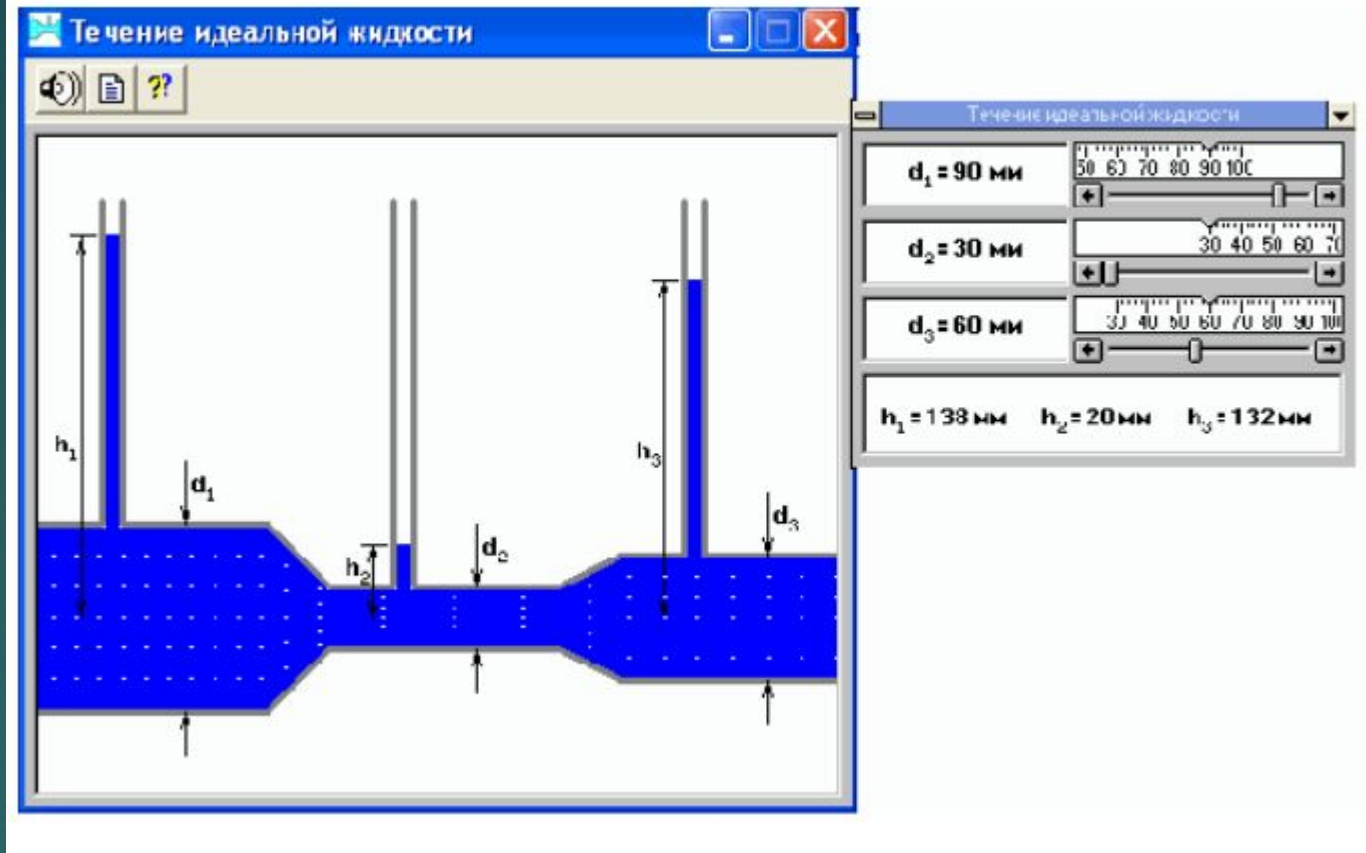 Течение идеальной жидкости
??
h₁
d₁
h₂
d₂
h₃
d₃
Течение идеальной жидкости
d₁ = 90 мм
50 60 70 80 90 100
d₂ = 30 мм
30 40 50 60 70
d₃ = 60 мм
30 40 50 60 70 80 90 100
h₁ = 138 мм h₂ = 20 мм h₃ = 132 мм